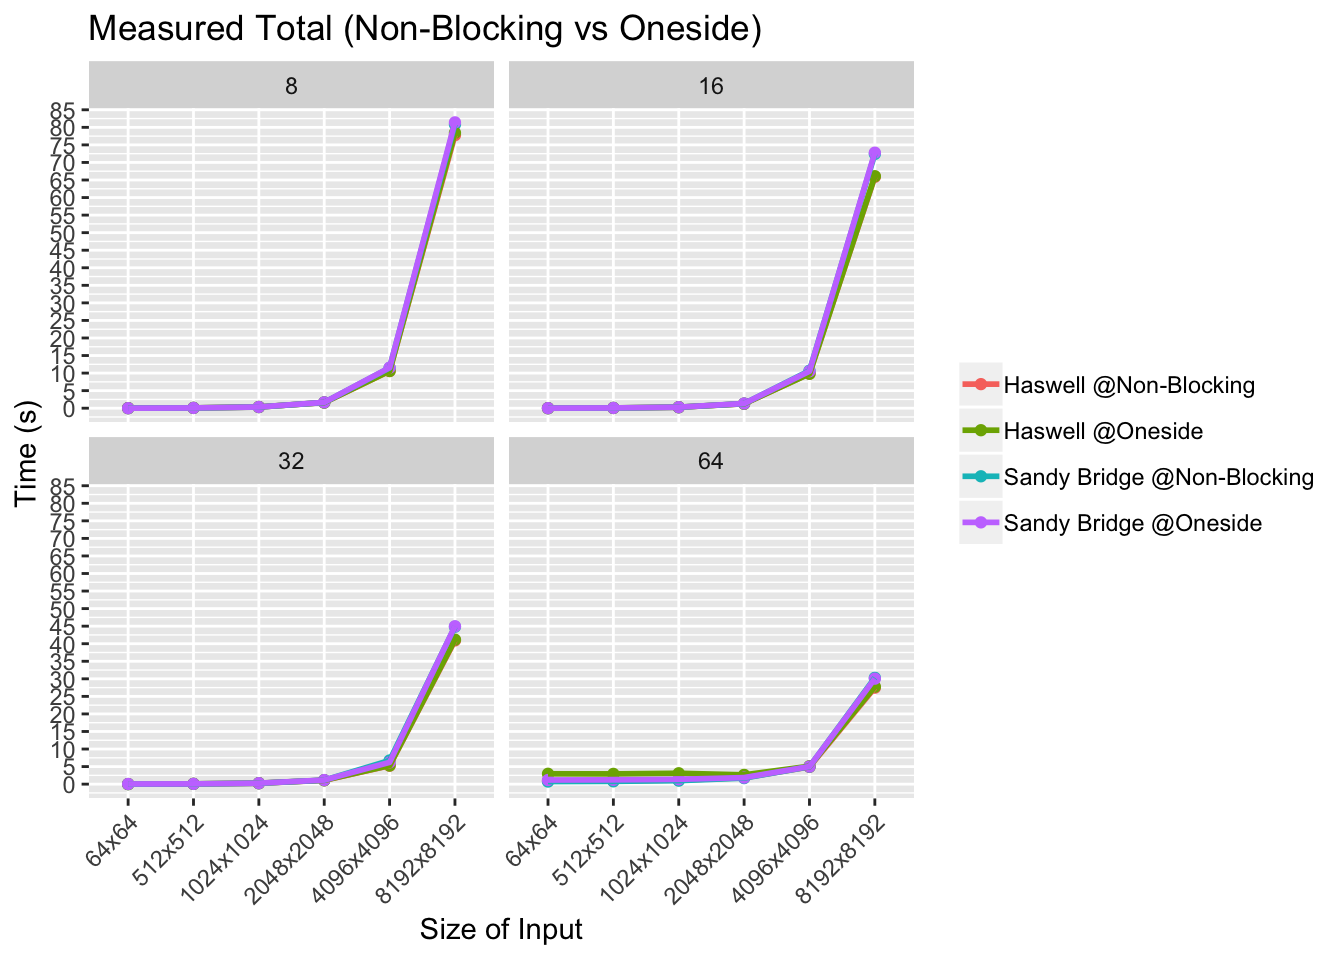 Measured Total (Non-Blocking vs Oneside)
8
16
85
80
75
70
65
60
55
50
45
40
35
30
25
20
15
10
5
0
32
64
85
80
75
70
65
60
55
50
45
40
35
30
25
20
15
10
5
0
Time (s)
64x64
512x512
1024x1024
2048x2048
4096x4096
8192x8192
64x64
512x512
1024x1024
2048x2048
4096x4096
8192x8192
Size of Input
Haswell @Non-Blocking
Haswell @Oneside
Sandy Bridge @Non-Blocking
Sandy Bridge @Oneside